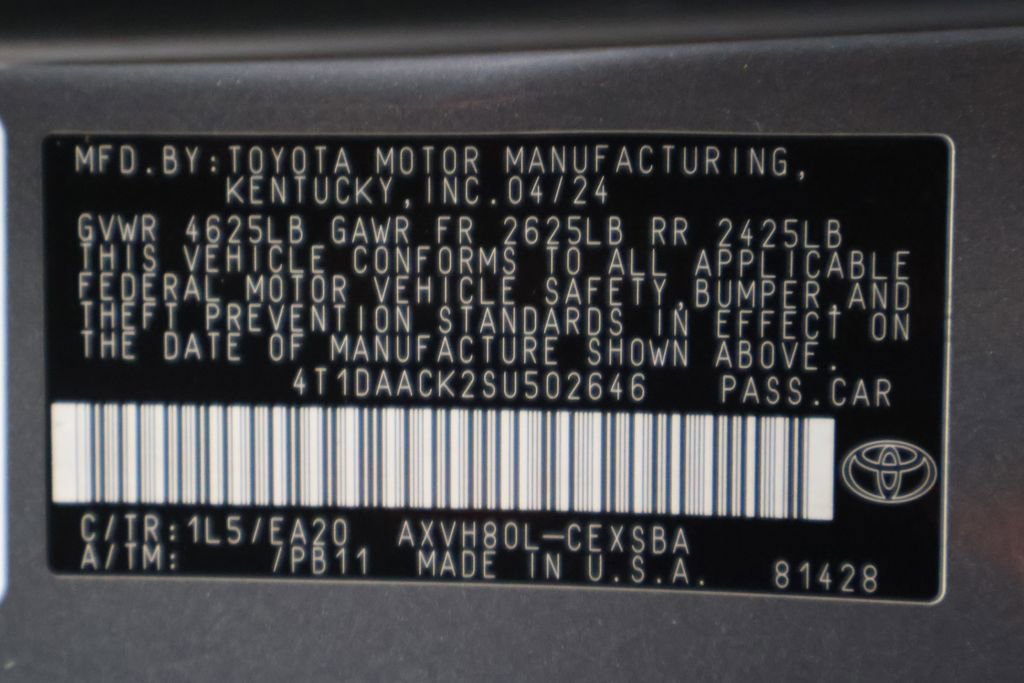 MFD.BY:TOYOTA MOTOR MANUFACTURING,
KENTUCKY,INC.04/24
GVWR 4625LB GAWR FR 2625LB RR 2425LB
THIS VEHICLE CONFORMS TO ALL APPLICABLE
FEDERAL MOTOR VEHICLE SAFETY,BUMPER,AND
THEFT PREVENTION STANDARDS IN EFFECT ON
THE DATE OF MANUFACTURE SHOWN ABOVE.
4T1DAACK2SU502646 PASS.CAR
C/TR:1L5/EA20 AXVH80L-CEXSBA
A/TM: /PB11 MADE IN U.S.A. 81428